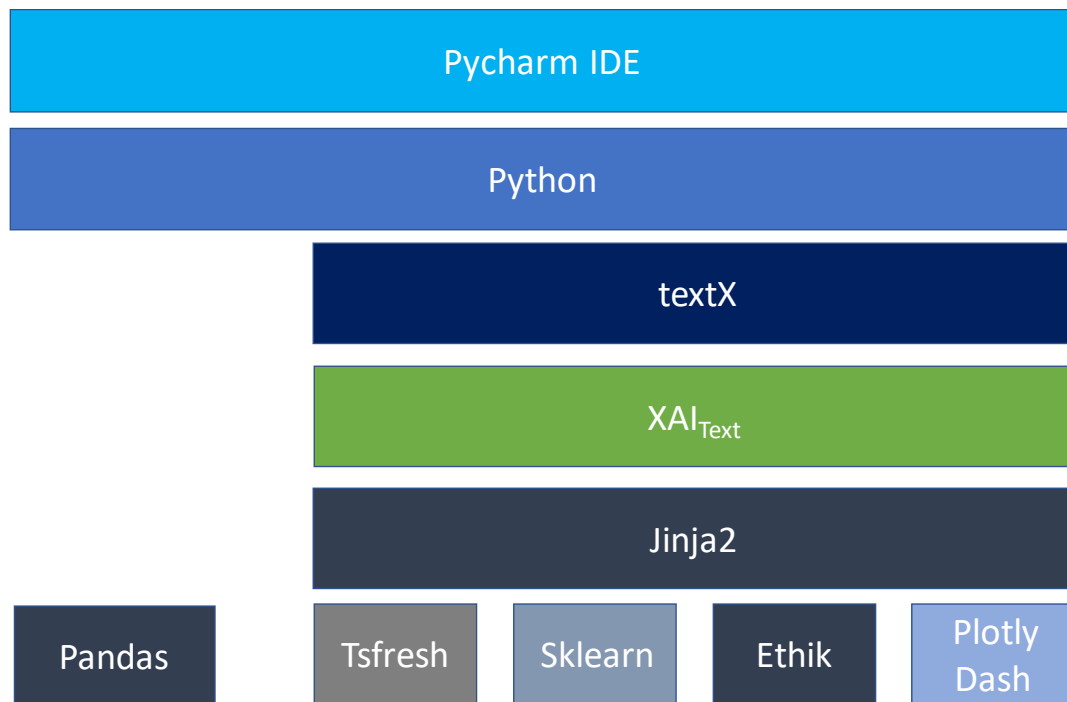 Pycharm IDE
Python
textX
XAIText
Jinja2
Pandas
Tsfresh
Sklearn
Ethik
Plotly
Dash